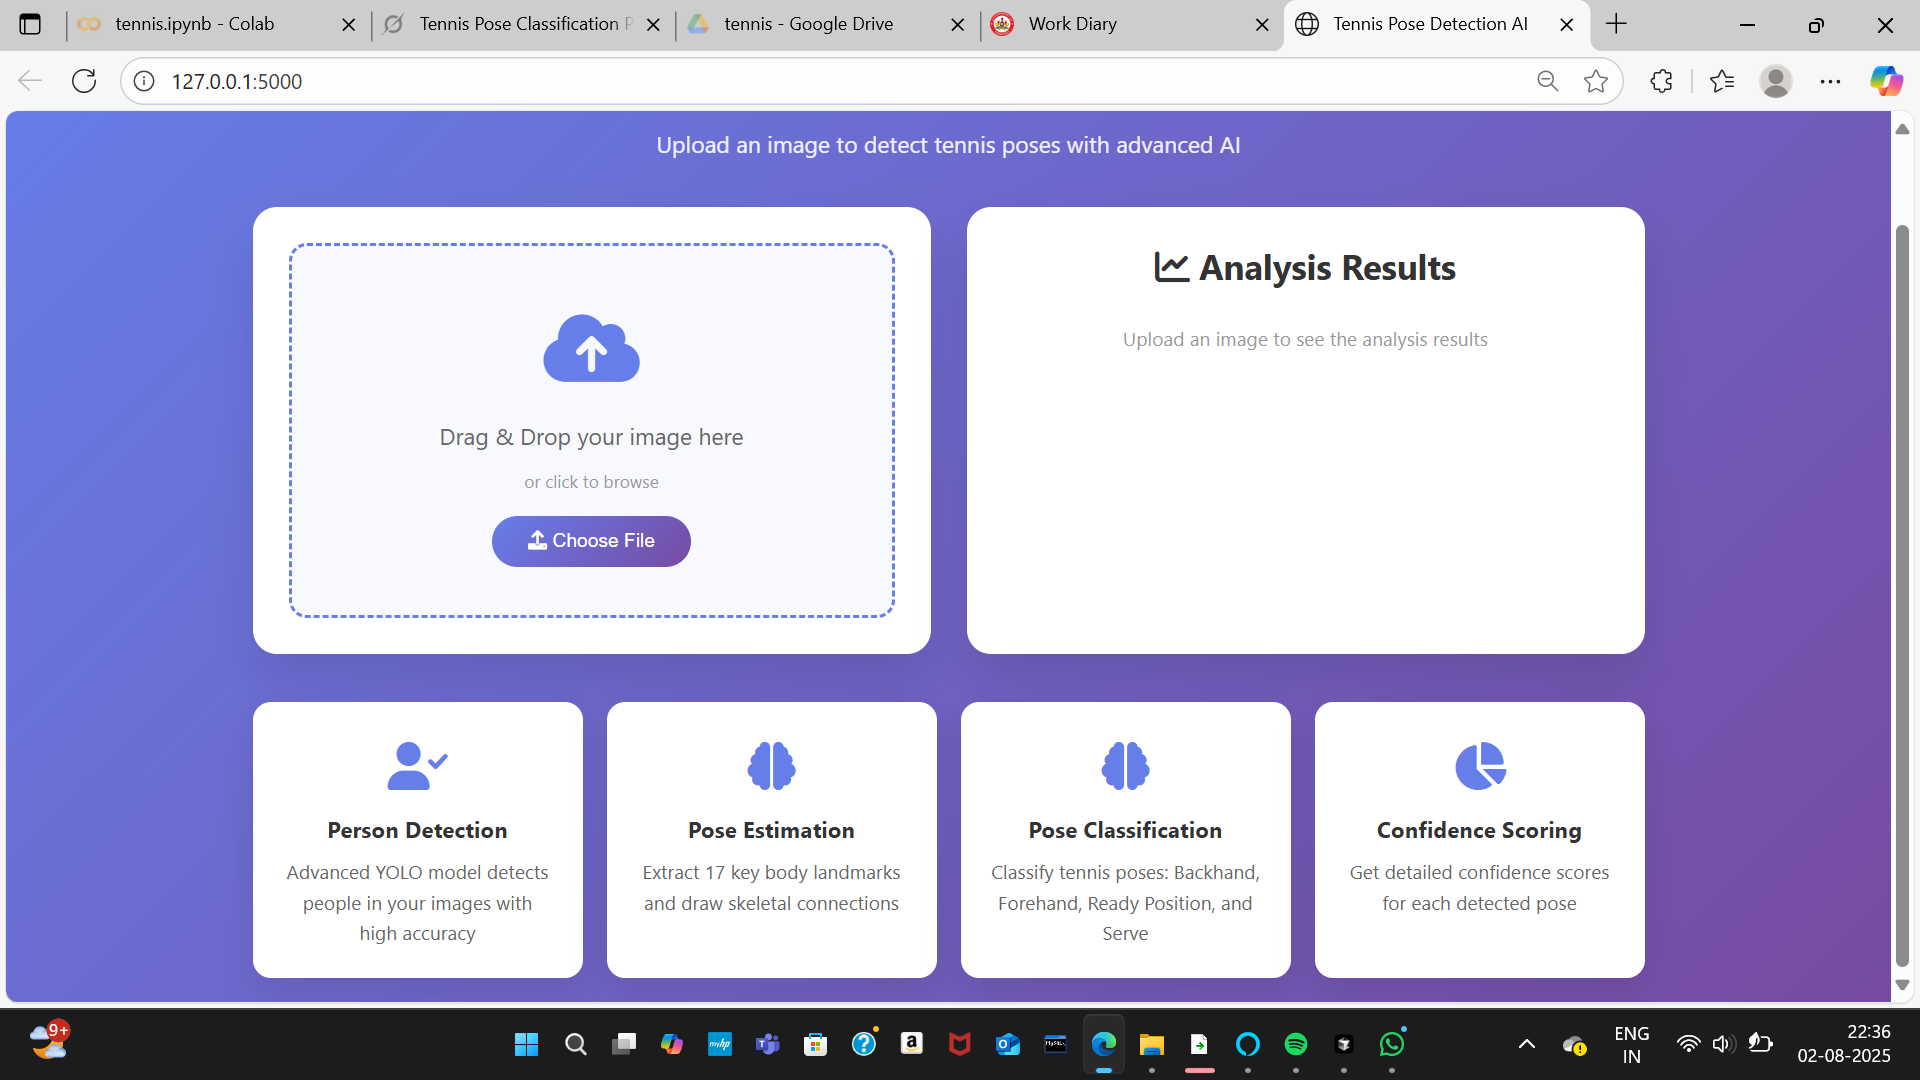 tennis.ipynb - Colab
Tennis Pose Classification
tennis - Google Drive
Work Diary
Tennis Pose Detection AI
127.0.0.1:5000
Upload an image to detect tennis poses with advanced AI
Drag & Drop your image here
or click to browse
Choose File
Analysis Results
Upload an image to see the analysis results
Person Detection
Advanced YOLO model detects
people in your images with
high accuracy
Pose Estimation
Extract 17 key body landmarks
and draw skeletal connections
Pose Classification
Classify tennis poses: Backhand,
Forehand, Ready Position, and
Serve
Confidence Scoring
Get detailed confidence scores
for each detected pose
9+
myhp
ENG
IN
22:36
02-08-2025